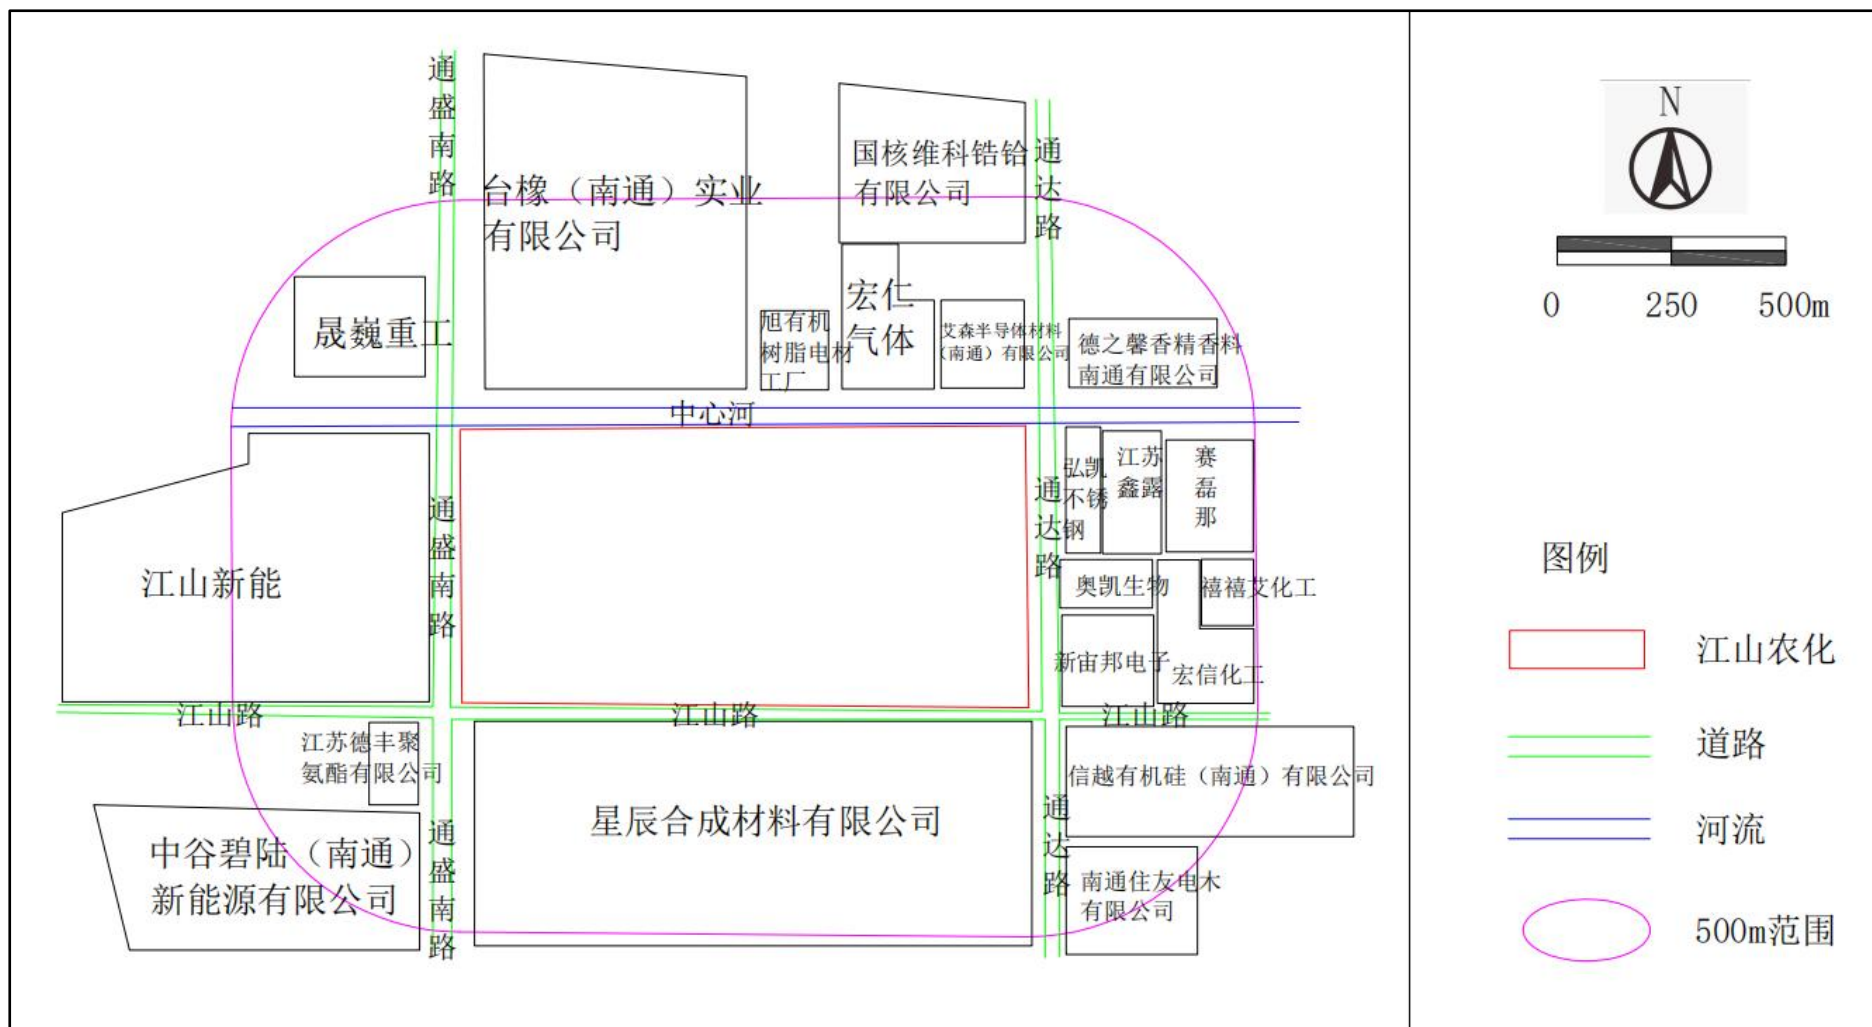 通盛南路
台橡（南通）实业
有限公司
国核维科锆铪
有限公司
通达路
晟巍重工
旭有机
树脂电材
工厂
宏仁
气体
艾森半导体材料
（南通）有限公司
德之馨香精香料
南通有限公司
中心河
江山新能
通盛南路
通达路
弘凯
不锈
钢
江苏
鑫露
赛磊那
奥凯生物
禧禧艾化工
新宙邦电子
宏信化工
江山路
江山路
江山路
江苏德丰聚
氨酯有限公司
中谷碧陆（南通）
新能源有限公司
通盛南路
星辰合成材料有限公司
通达路
信越有机硅（南通）有限公司
南通住友电木
有限公司
N
0 250 500m
图例
江山农化
道路
河流
500m范围